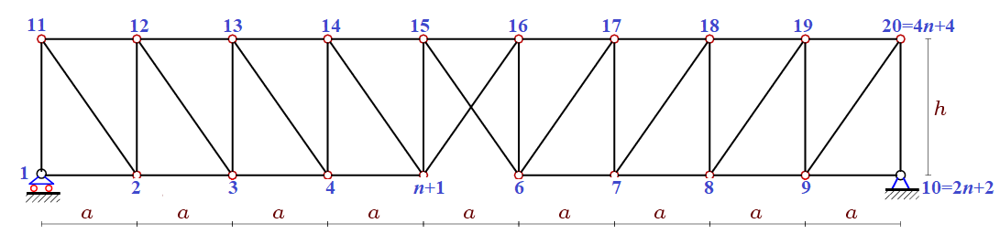 11 12 13 14 15 16 17 18 19 20=4n+4
h
1 2 3 4 n+1 6 7 8 9 10=2n+2
a a a a a a a a a